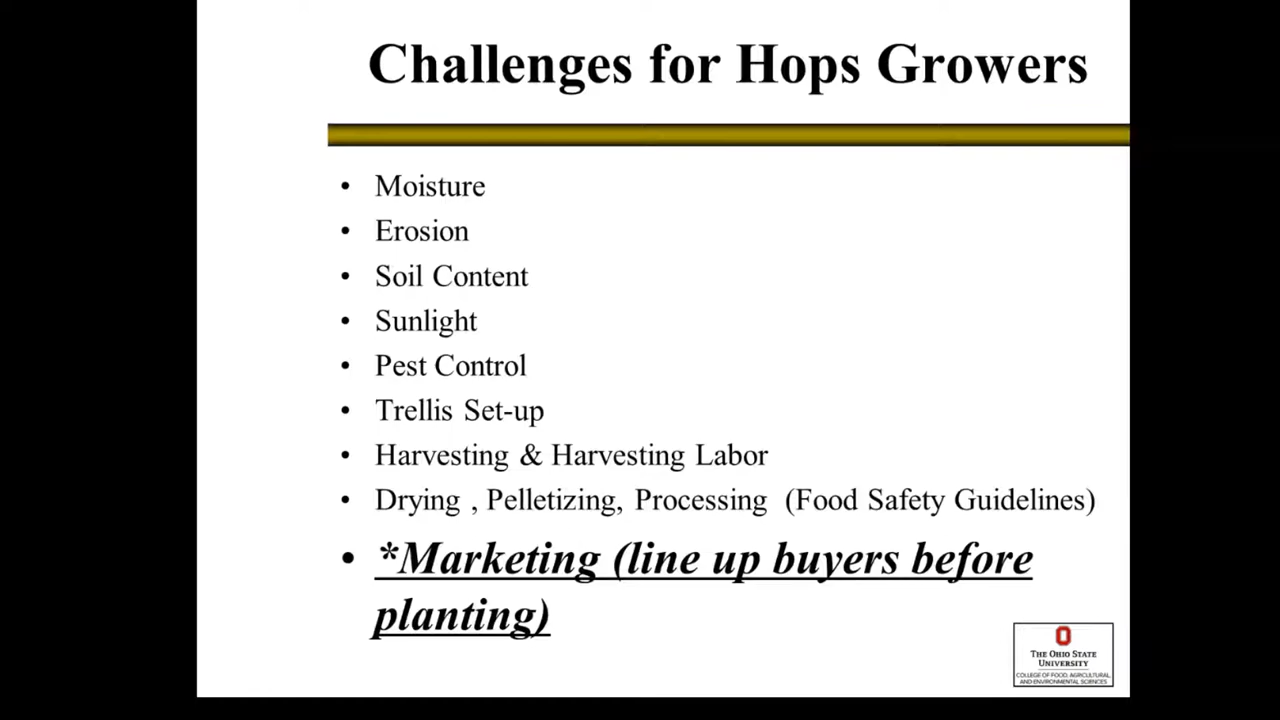 Challenges for Hops Growers
• Moisture
• Erosion
• Soil Content
• Sunlight
• Pest Control
• Trellis Set-up
• Harvesting & Harvesting Labor
• Drying , Pelletizing, Processing (Food Safety Guidelines)
• *Marketing (line up buyers before
planting)
THE OHIO STATE
UNIVERSITY
COLLEGE OF FOOD, AGRICULTURAL,
AND ENVIRONMENTAL SCIENCES